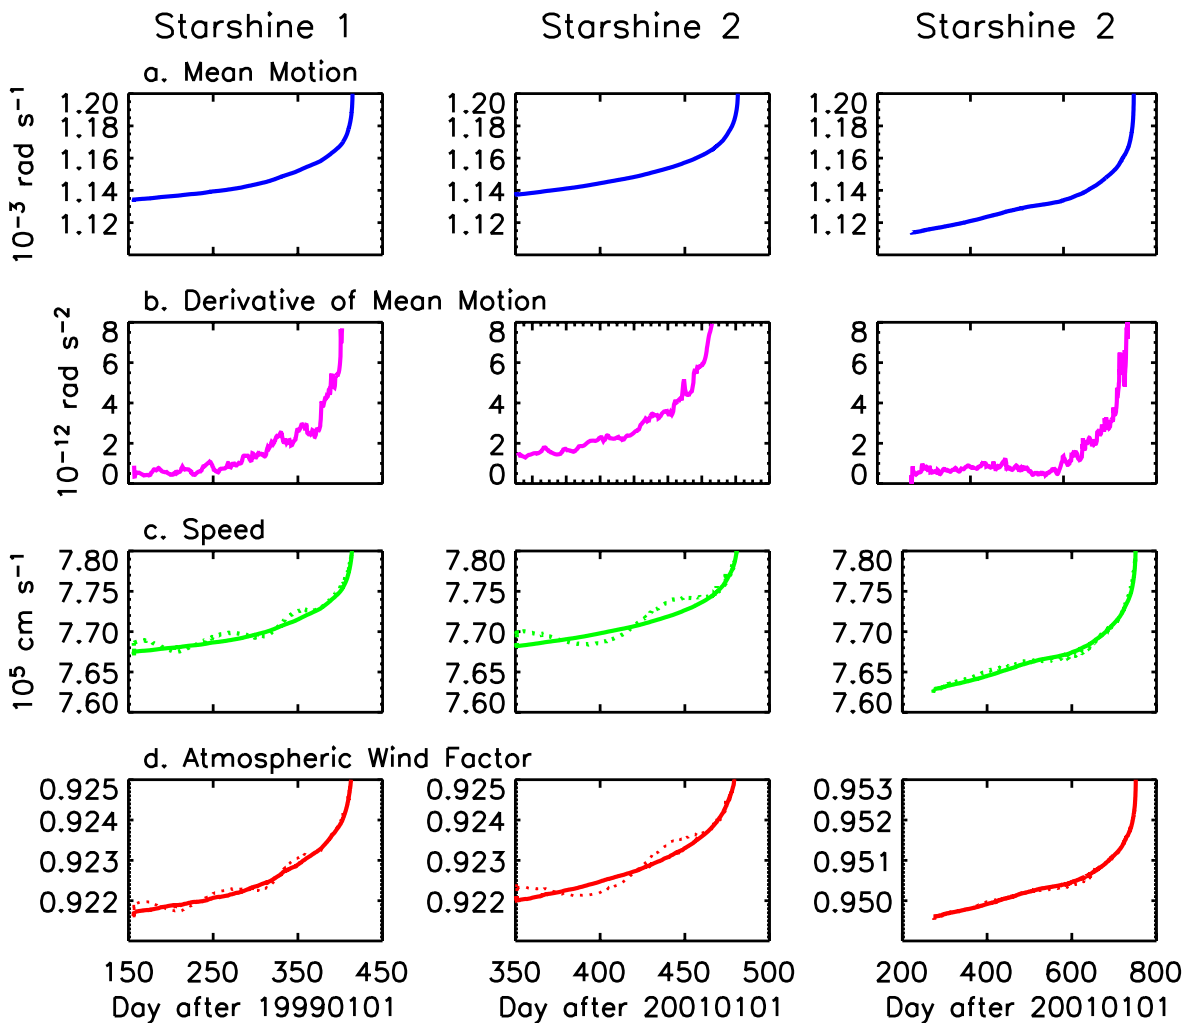 Starshine 1 Starshine 2 Starshine 2
a. Mean Motion
10⁻³ rad s⁻¹
1.20 1.20 1.20
1.18 1.18 1.18
1.16 1.16 1.16
1.14 1.14 1.14
1.12 1.12 1.12
b. Derivative of Mean Motion
10⁻¹² rad s⁻²
8 8 8
6 6 6
4 4 4
2 2 2
0 0 0
c. Speed
10⁵ cm s⁻¹
7.80 7.80 7.80
7.75 7.75 7.75
7.70 7.70 7.70
7.65 7.65 7.65
7.60 7.60 7.60
d. Atmospheric Wind Factor
0.925 0.925 0.953
0.924 0.924 0.952
0.923 0.923 0.951
0.922 0.922 0.950
150 250 350 450 350 400 450 500 200 400 600 800
Day after 19990101 Day after 20010101 Day after 20010101